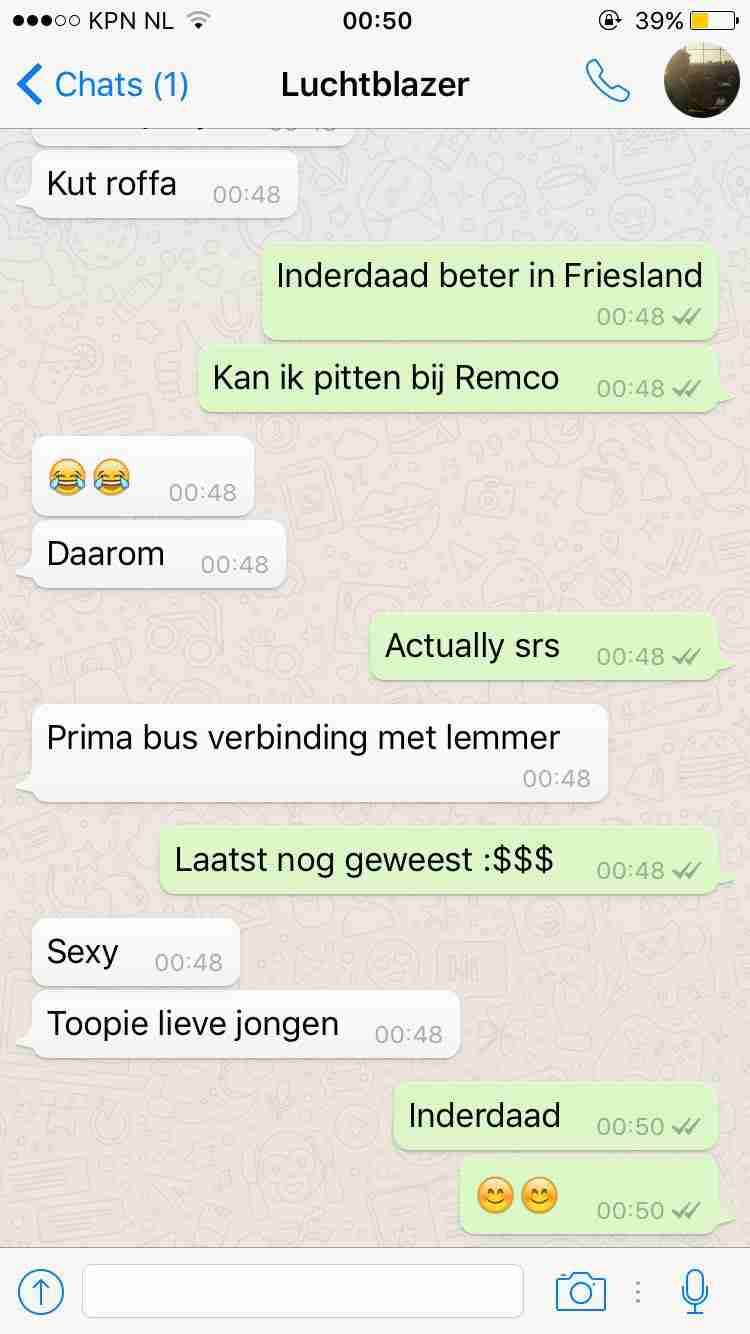 KPN NL 00:50 39%
Chats (1) Luchtblazer
Kut roffa 00:48
Inderdaad beter in Friesland
00:48
Kan ik pitten bij Remco 00:48
😂😂 00:48
Daarom 00:48
Actually srs 00:48
Prima bus verbinding met lemmer
00:48
Laatst nog geweest :$$$ 00:48
Sexy 00:48
Toopie lieve jongen 00:48
Inderdaad 00:50
😊😊 00:50